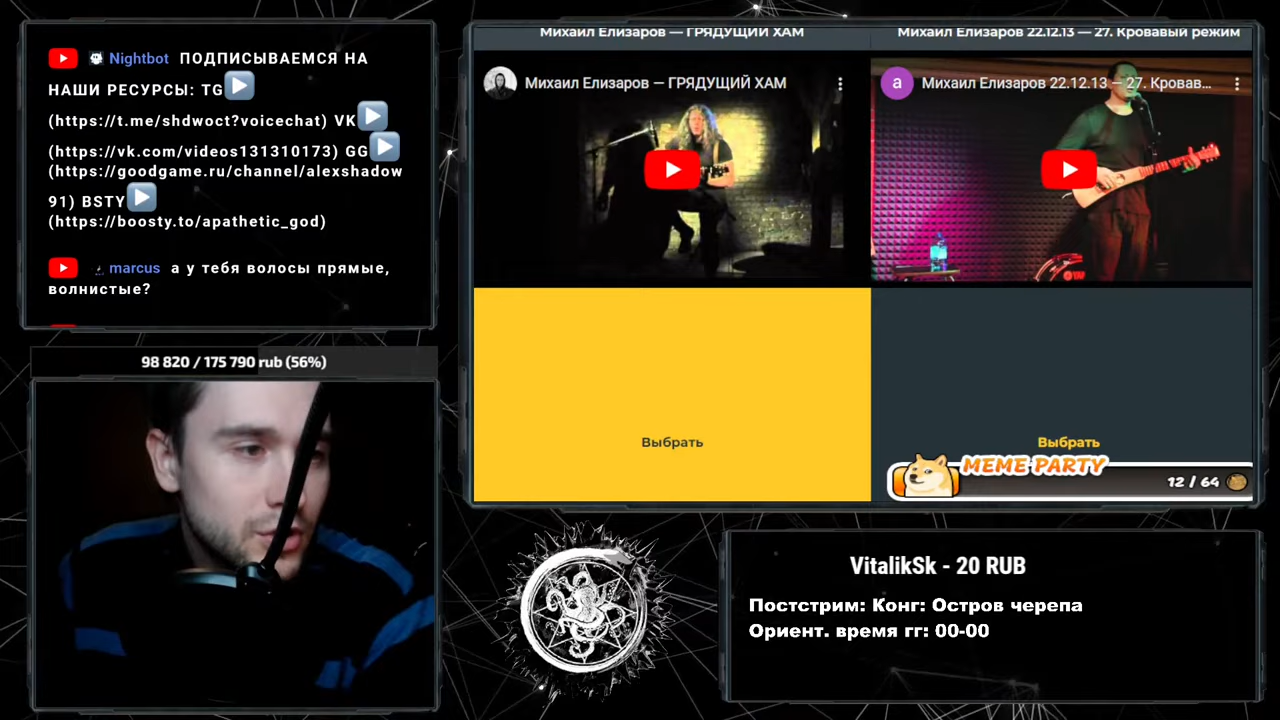 Nightbot ПОДПИСЫВАЕМСЯ НА
НАШИ РЕСУРСЫ: TG
(https://t.me/shdwoct?voicechat) VK
(https://vk.com/videos131310173) GG
(https://goodgame.ru/channel/alexshadow
91) BSTY
(https://boosty.to/apathetic_god)
marcus а у тебя волосы прямые,
волнистые?
98 820 / 175 790 rub (56%)
Михаил Елизаров — ГРЯДУЩИЙ ХАМ
Михаил Елизаров 22.12.13 — 27. Кровавый режим
Михаил Елизаров — ГРЯДУЩИЙ ХАМ
a
Михаил Елизаров 22.12.13 — 27. Кровав...
Выбрать
Выбрать
MEME PARTY
12 / 64
VitalikSk - 20 RUB
Постстрим: Конг: Остров черепа
Ориент. время гг: 00-00